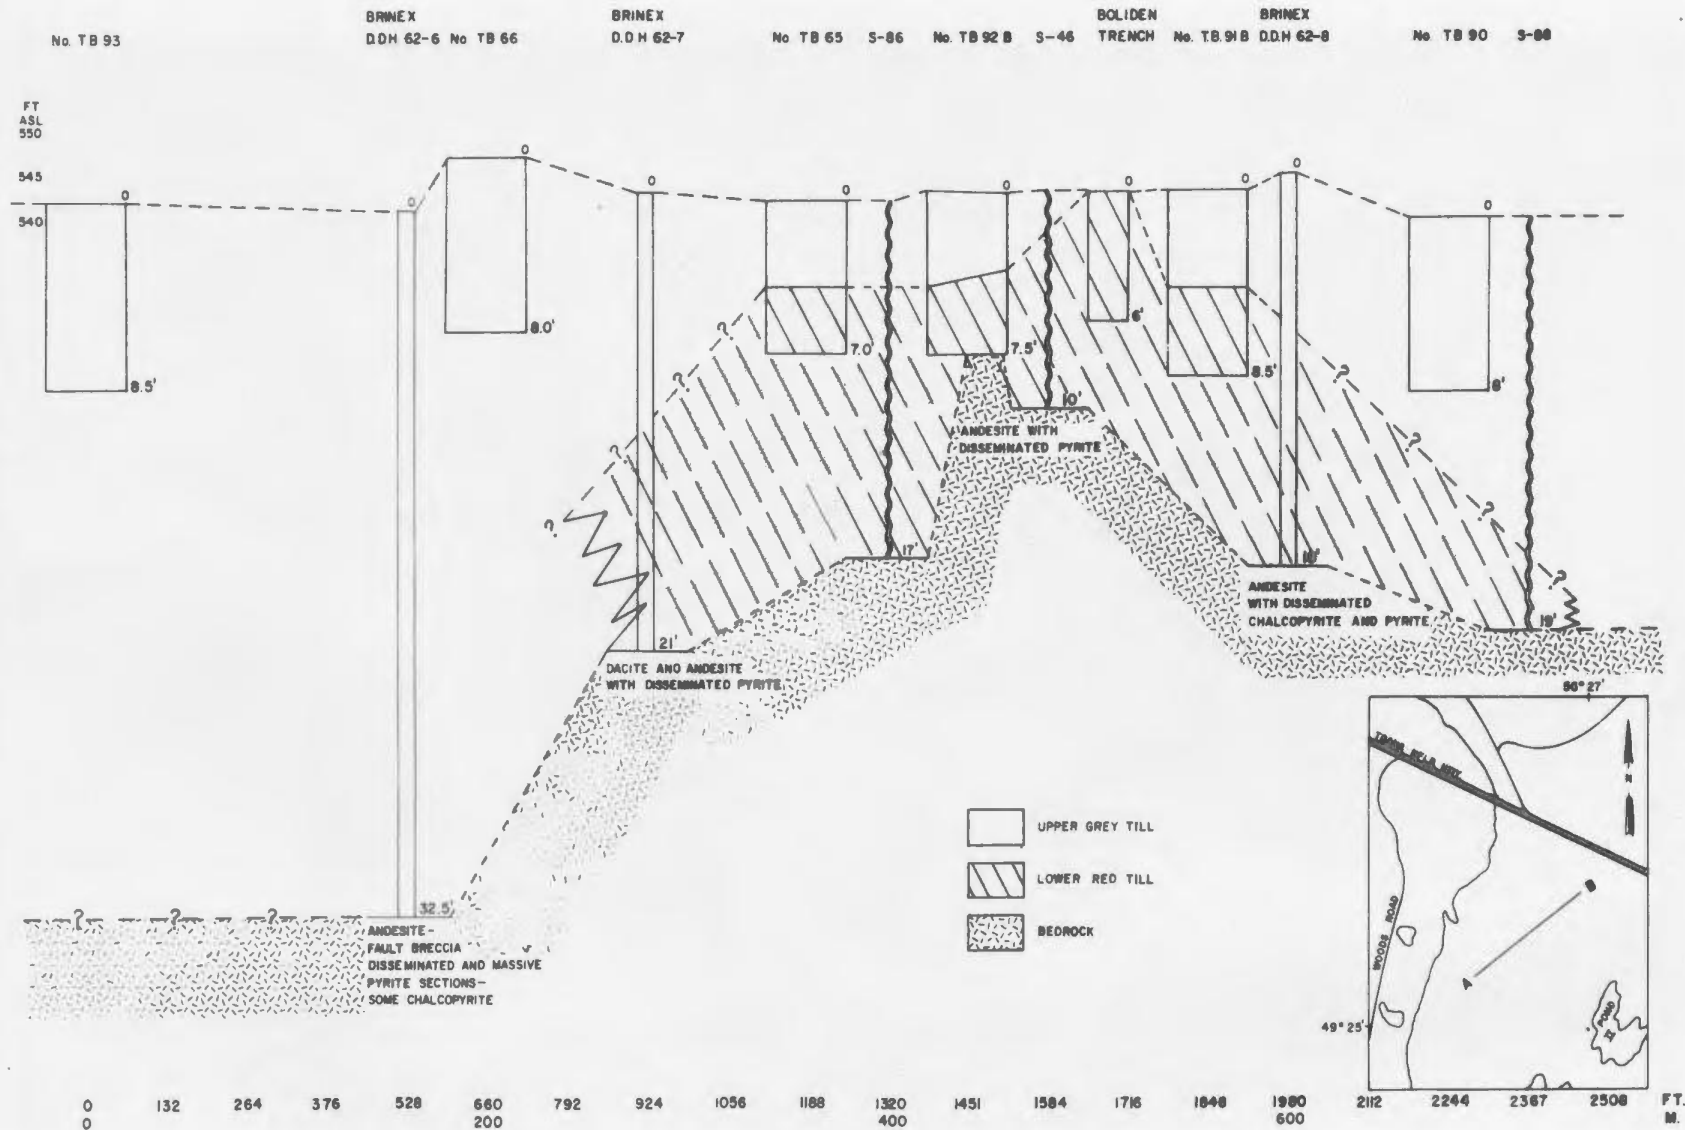 BRINEX
BRINEX
BOLIDEN
BRINEX
No. TB 93
D.D.H 62-6
No TB 66
D.D H 62-7
No TB 65
S-86
No. TB 92 B
S-46
TRENCH
No. T.B. 91 B
D.D.H 62-8
No TB 90
FT
ASL
550
545
540
0
0
0
0
0
0
0
0
0
0
8.5'
8.0'
7.0'
7.5'
6'
8.5'
8'
10'
17'
19'
21'
32.5'
?
?
?
?
?
?
?
?
?
?
?
ANDESITE WITH
DISSEMINATED PYRITE
ANDESITE
WITH DISSEMINATED
CHALCOPYRITE AND PYRITE
DACITE AND ANDESITE
WITH DISSEMINATED PYRITE
ANDESITE-
FAULT BRECCIA
DISSEMINATED AND MASSIVE
PYRITE SECTIONS-
SOME CHALCOPYRITE
UPPER GREY TILL
LOWER RED TILL
BEDROCK
56° 27'
N
WOODS ROAD
A
B
POND
49° 25'
0 132 264 376 528 660 792 924 1056 1188 1320 1451 1584 1716 1848 1980 2112 2244 2367 2508 FT.
0 200 400 600 M.